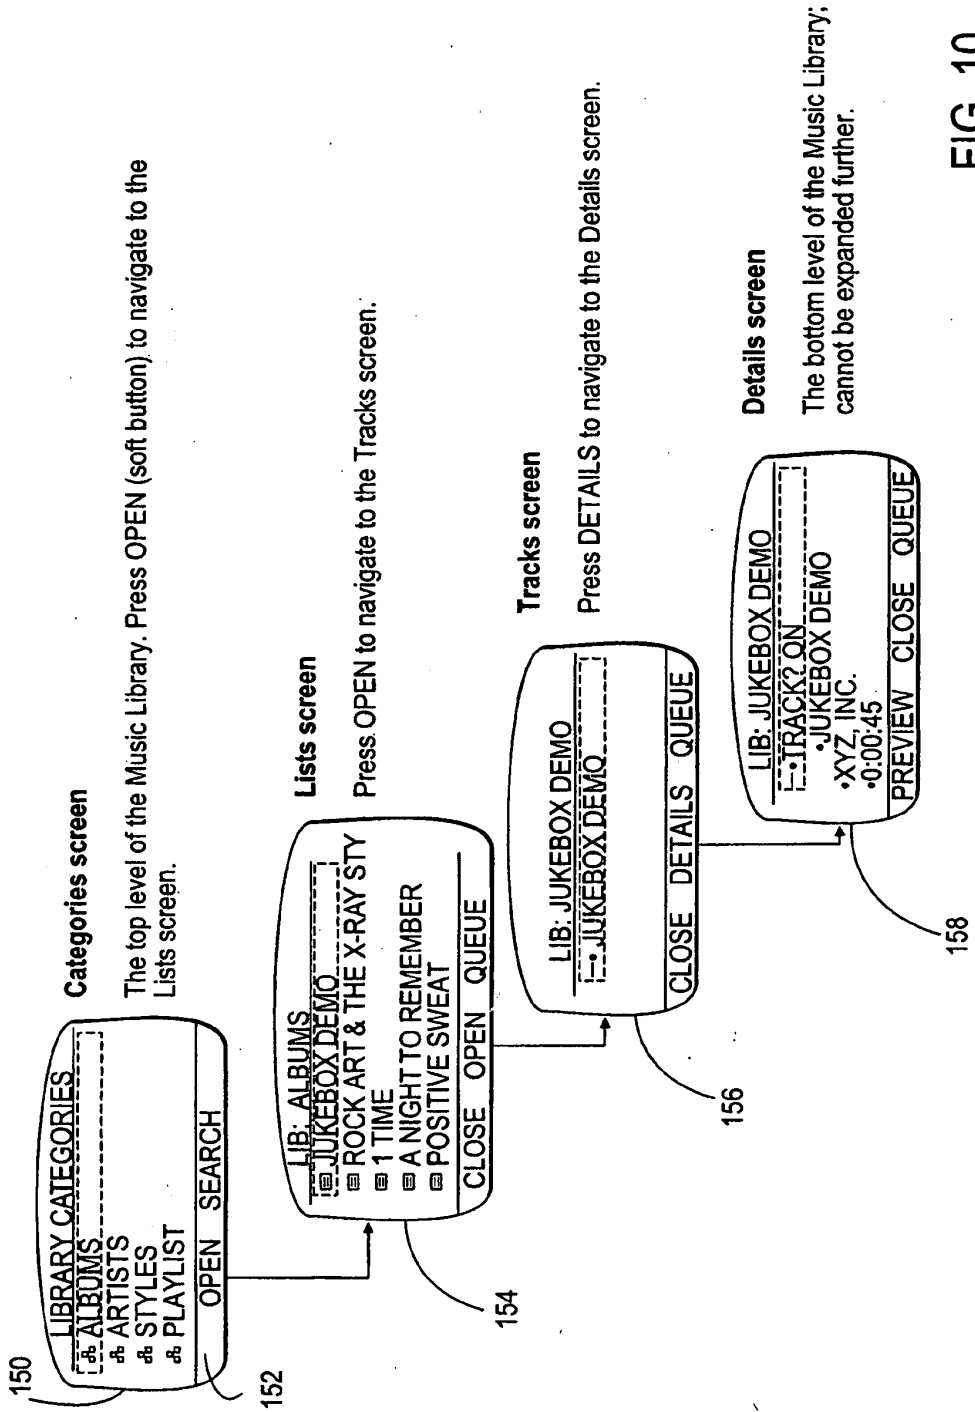 150
LIBRARY CATEGORIES
ALBUMS
ARTISTS
STYLES
PLAYLIST
OPEN SEARCH
152
Categories screen
The top level of the Music Library. Press OPEN (soft button) to navigate to the
Lists screen.
LIB: ALBUMS
JUKEBOX DEMO
ROCK ART & THE X-RAY STY
1 TIME
A NIGHT TO REMEMBER
POSITIVE SWEAT
CLOSE OPEN QUEUE
154
Lists screen
Press OPEN to navigate to the Tracks screen.
LIB: JUKEBOX DEMO
•JUKEBOX DEMO
CLOSE DETAILS QUEUE
156
Tracks screen
Press DETAILS to navigate to the Details screen.
LIB: JUKEBOX DEMO
•TRACK? ON
•JUKEBOX DEMO
•XYZ, INC.
•0:00:45
PREVIEW CLOSE QUEUE
158
Details screen
The bottom level of the Music Library;
cannot be expanded further.
FIG. 10